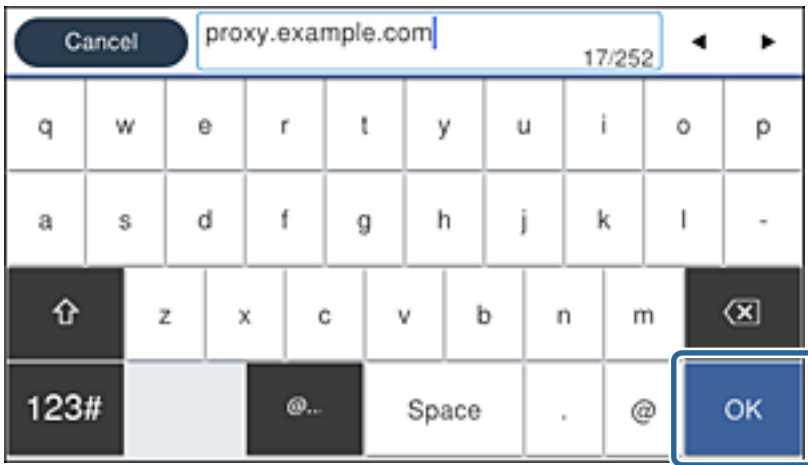 Cancel proxy.example.com 17/252
q w e r t y u i o p
a s d f g h j k l -
z x c v b n m
123# @... Space . @ OK